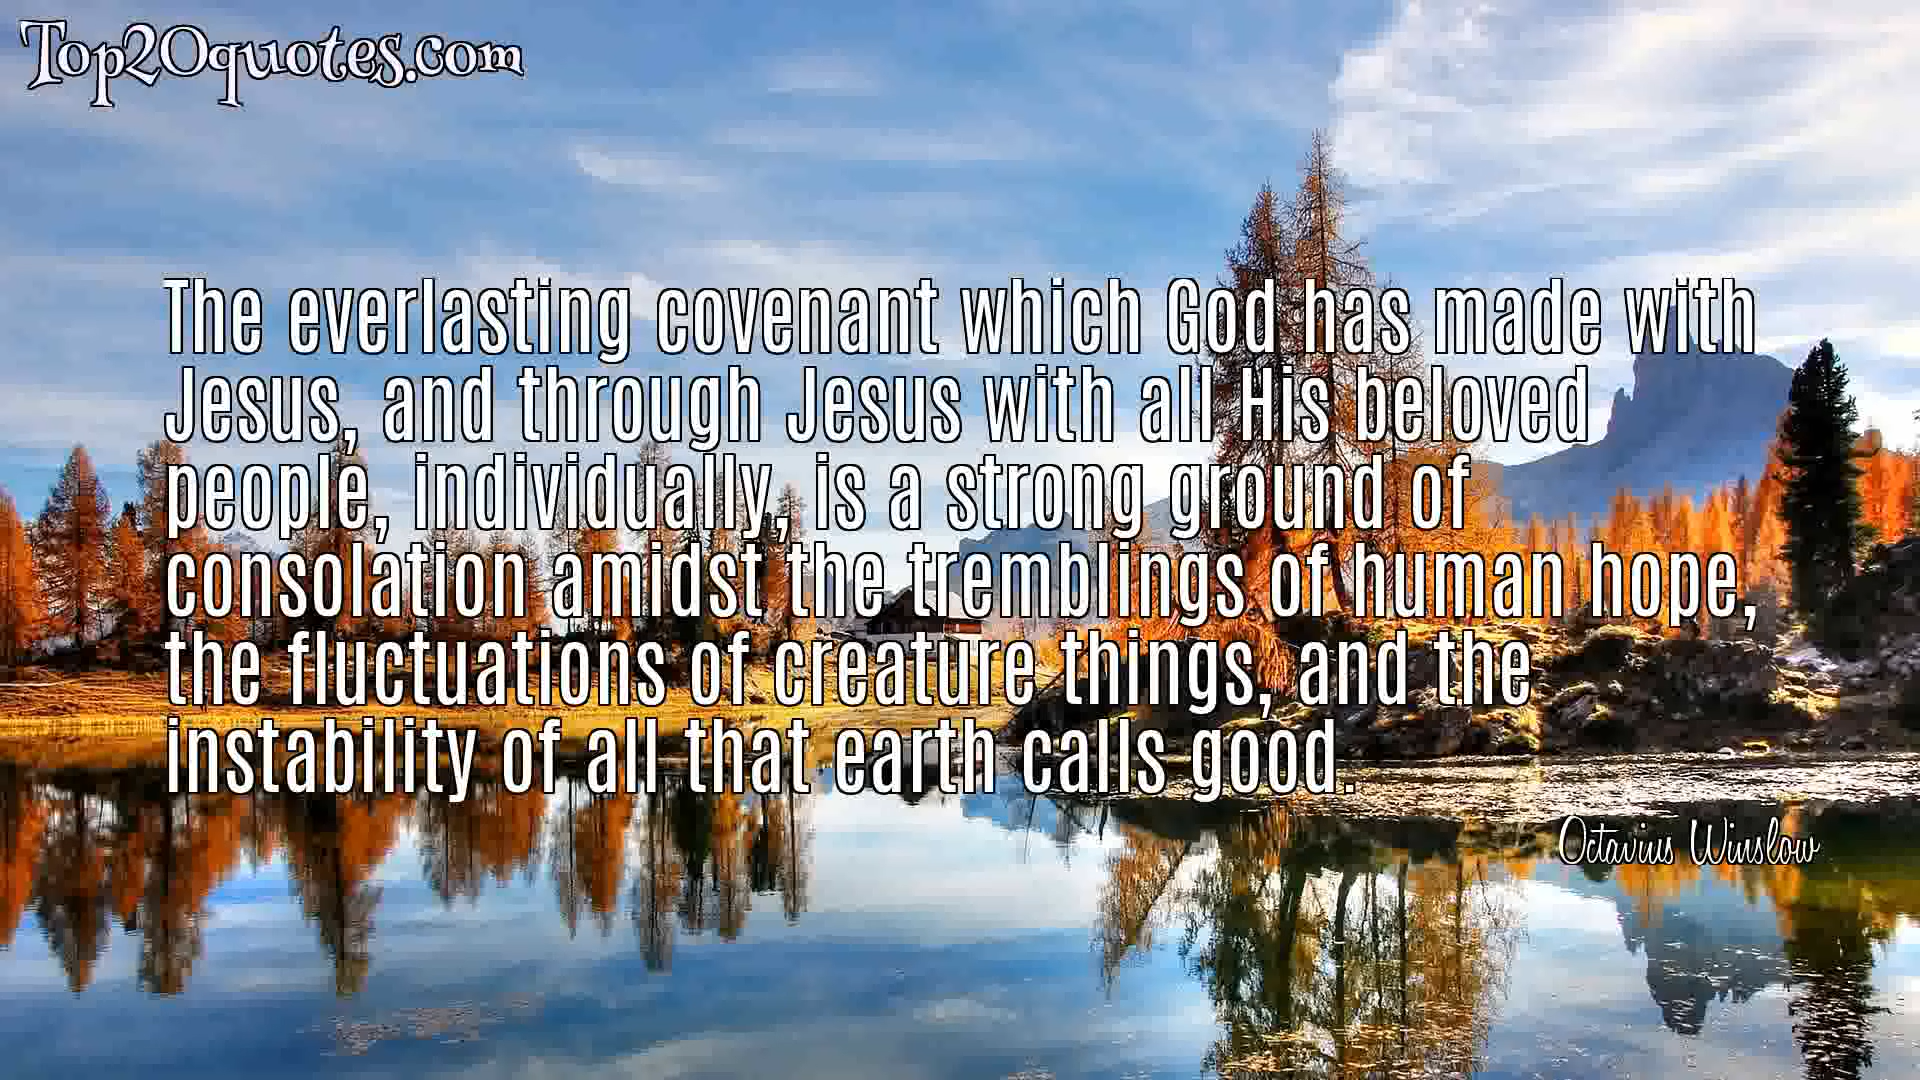 Top20quotes.com
The everlasting covenant which God has made with
Jesus, and through Jesus with all His beloved
people, individually, is a strong ground of
consolation amidst the tremblings of human hope,
the fluctuations of creature things, and the
instability of all that earth calls good.
Octavius Winslow